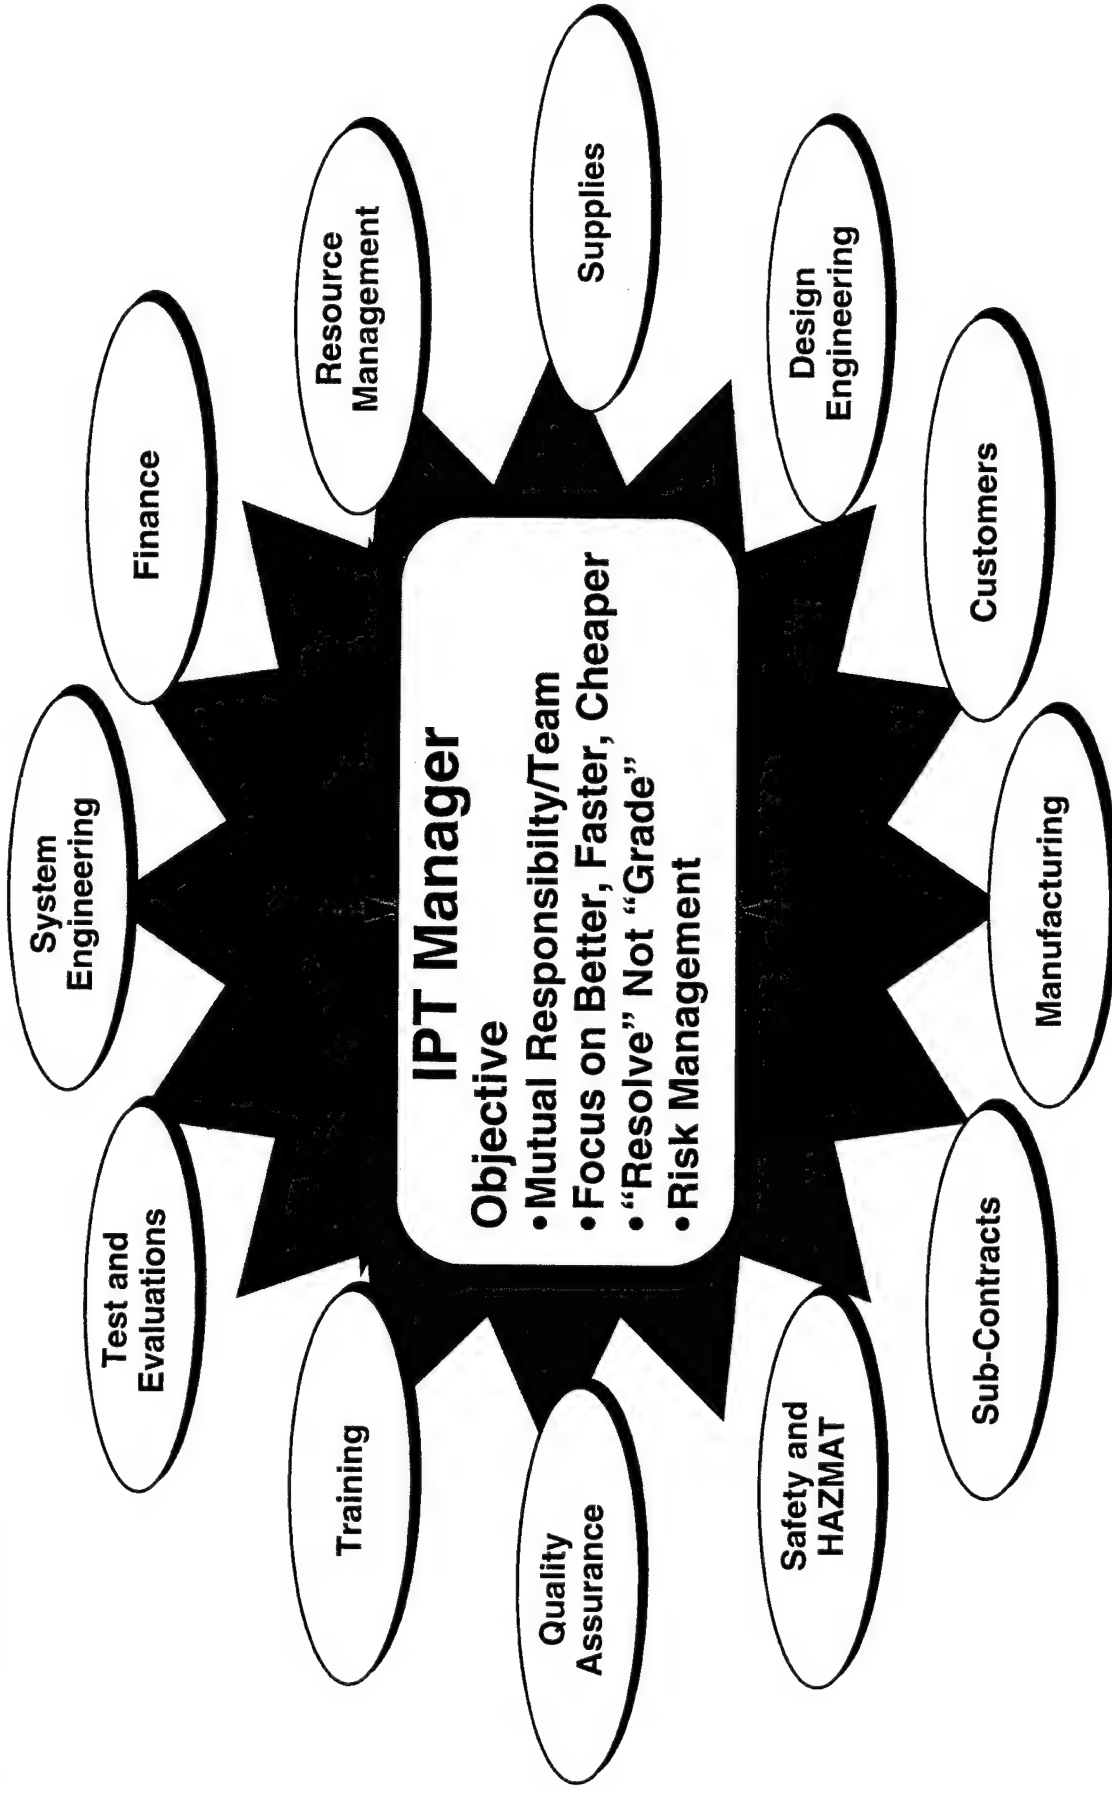 System
Engineering
Finance
Resource
Management
Supplies
Design
Engineering
Customers
Manufacturing
Sub-Contracts
Safety and
HAZMAT
Quality
Assurance
Training
Test and
Evaluations
IPT Manager
Objective
•Mutual Responsibilty/Team
•Focus on Better, Faster, Cheaper
•“Resolve” Not “Grade”
•Risk Management